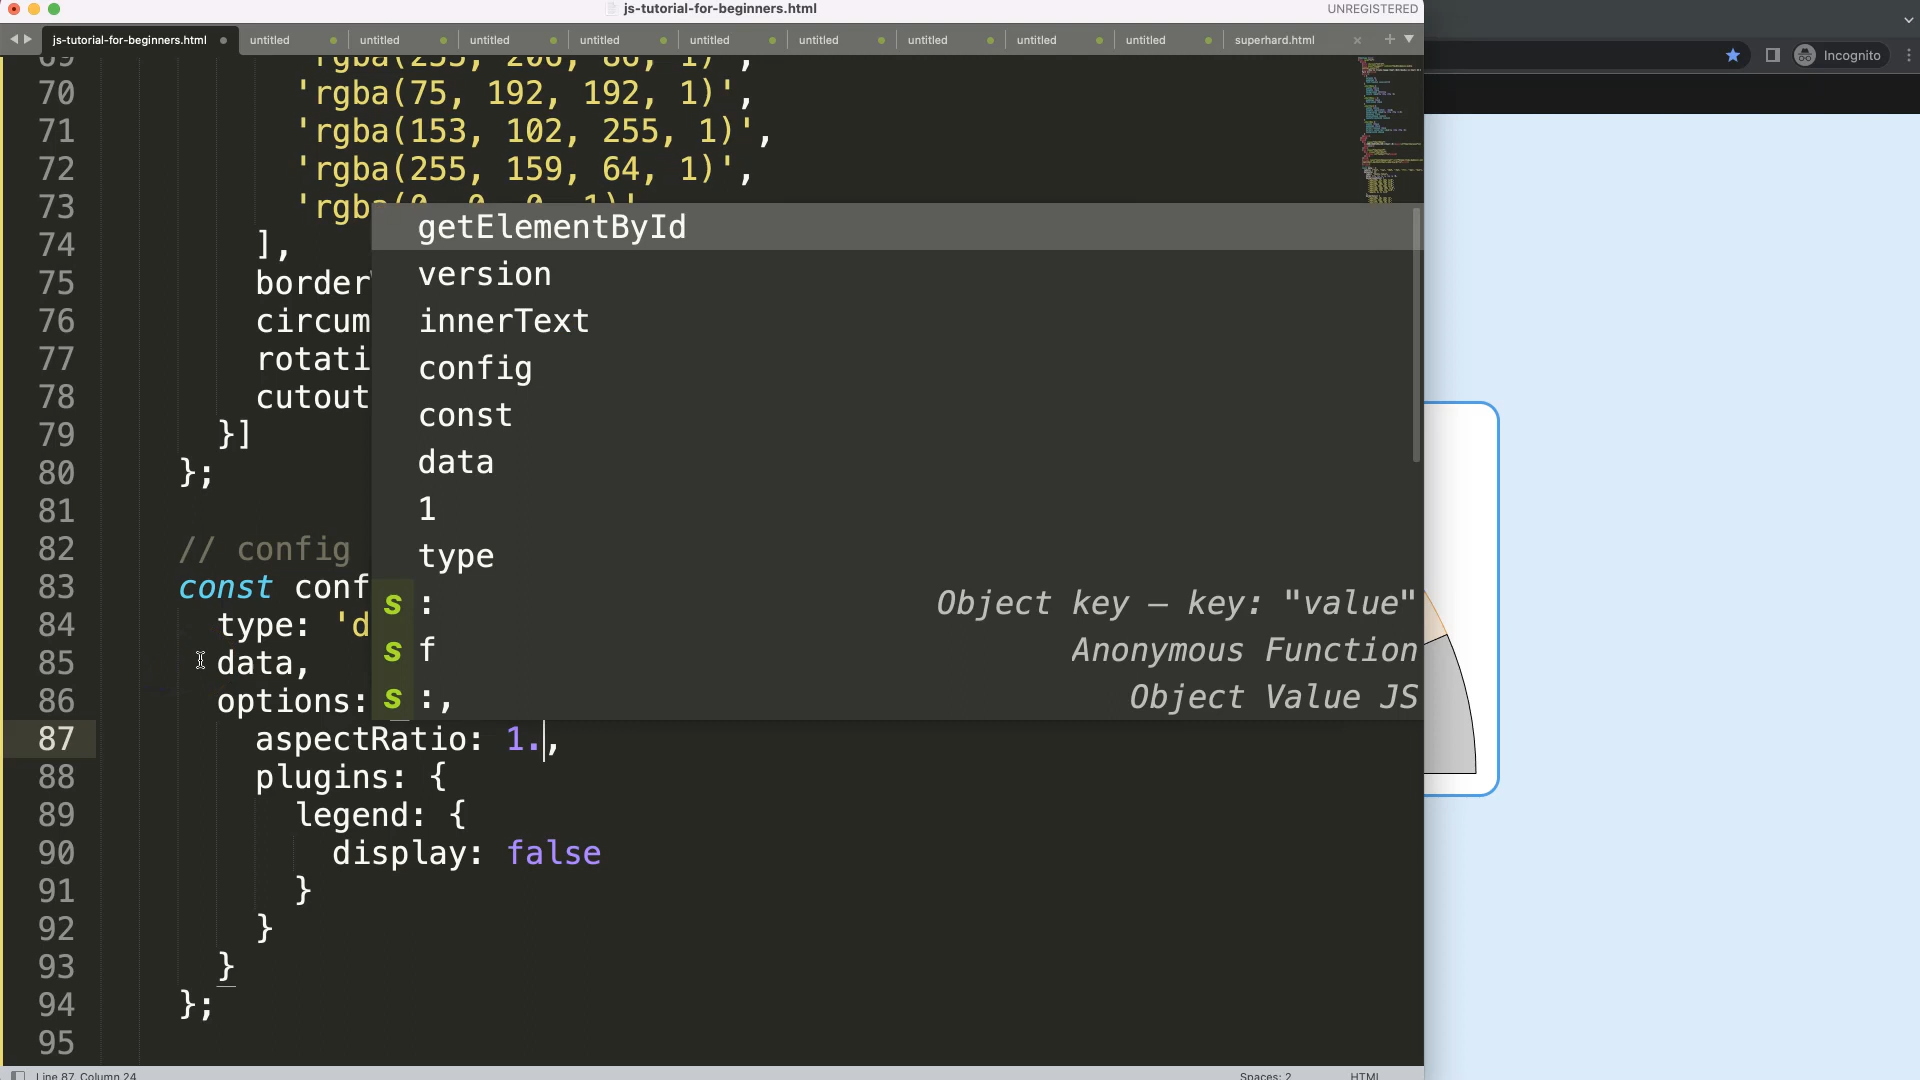 js-tutorial-for-beginners.html
UNREGISTERED
js-tutorial-for-beginners.html untitled untitled untitled untitled untitled untitled untitled untitled untitled superhard.html
Incognito
70 'rgba(75, 192, 192, 1)',
71 'rgba(153, 102, 255, 1)',
72 'rgba(255, 159, 64, 1)',
73 'rgba(0, 0, 0, 1)'
74 ],
75 border
76 circum
77 rotati
78 cutout
79 }]
80 };
81
82 // config
83 const conf
84 type: 'd
85 data,
86 options:
87 aspectRatio: 1.,
88 plugins: {
89 legend: {
90 display: false
91 }
92 }
93 }
94 };
95
getElementById
version
innerText
config
const
data
1
type
s : Object key — key: "value"
s f Anonymous Function
s :, Object Value JS
Line 87, Column 24
Spaces: 2
HTML